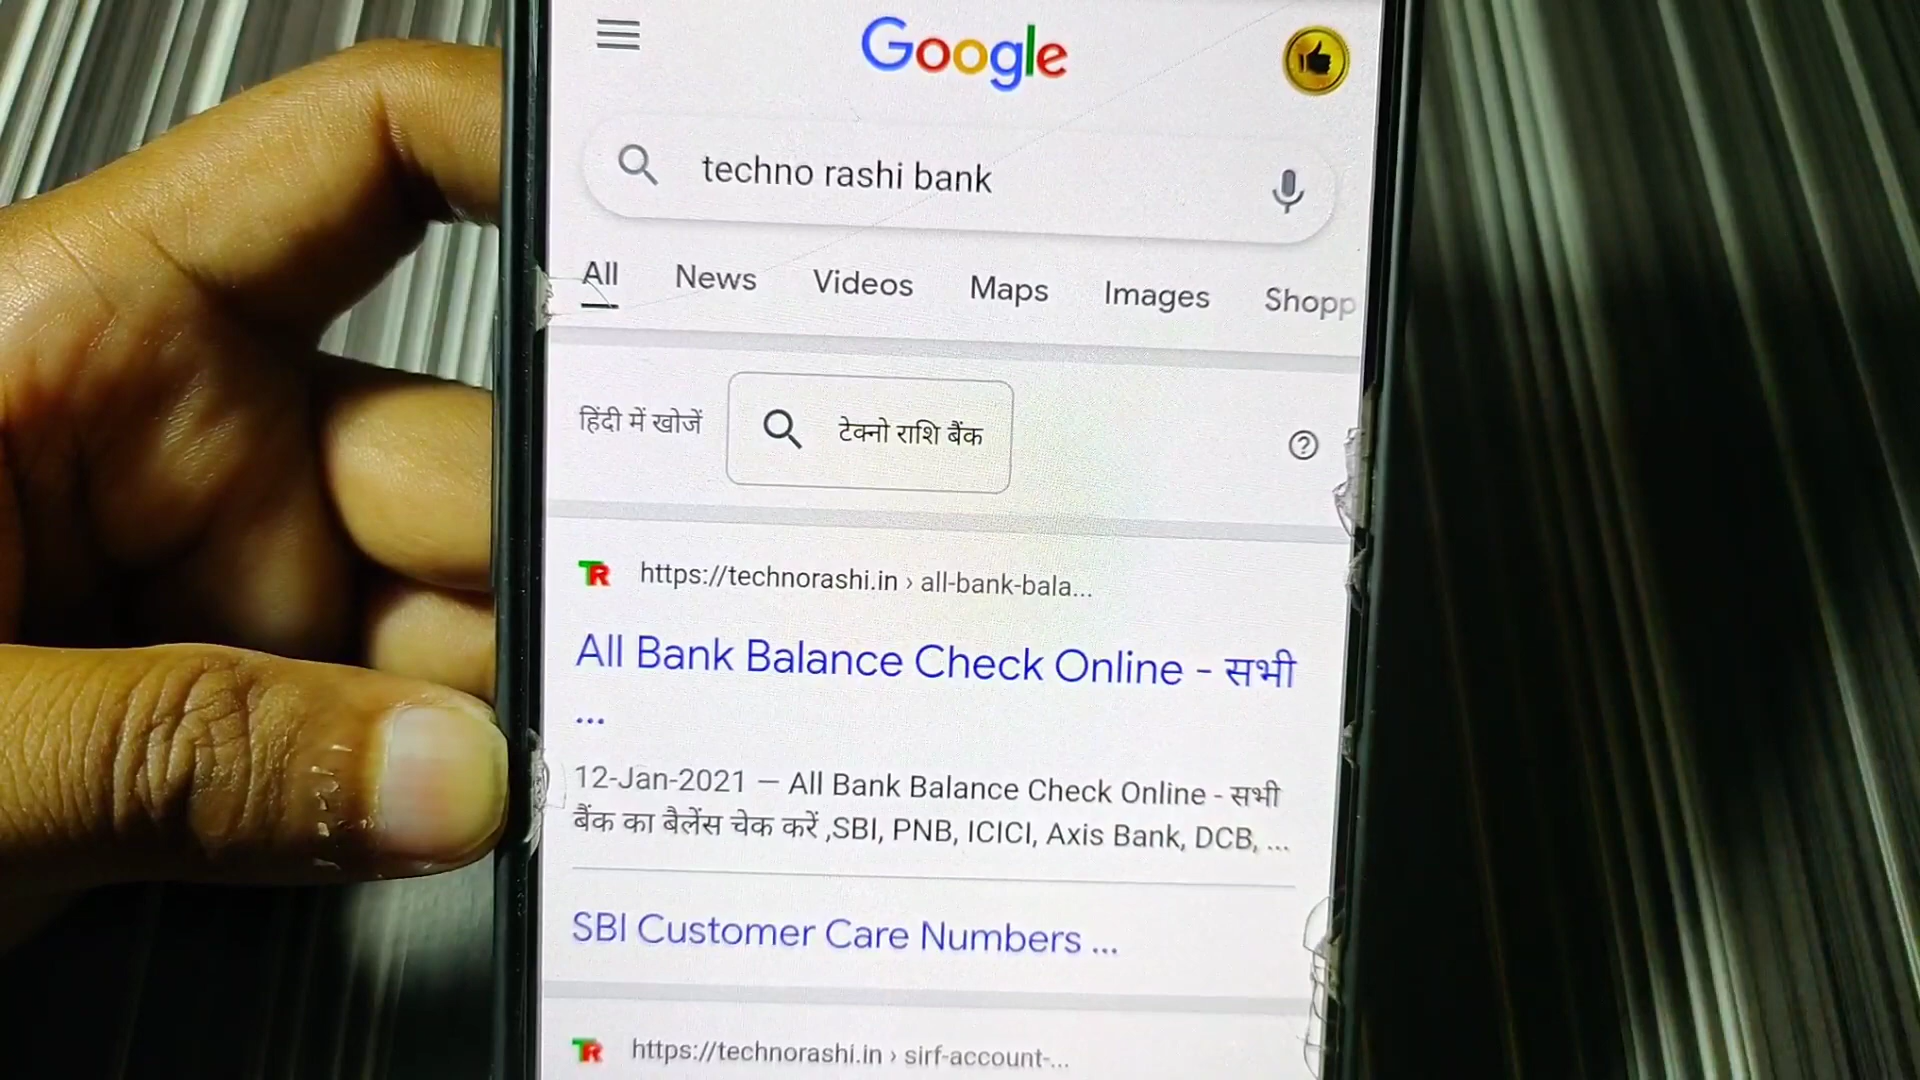 Google
techno rashi bank
All News Videos Maps Images Shopp
हिंदी में खोजें टेक्नो राशि बैंक
TR https://technorashi.in › all-bank-bala...
All Bank Balance Check Online - सभी
...
12-Jan-2021 — All Bank Balance Check Online - सभी
बैंक का बैलेंस चेक करें ,SBI, PNB, ICICI, Axis Bank, DCB, ...
SBI Customer Care Numbers ...
TR https://technorashi.in › sirf-account-...